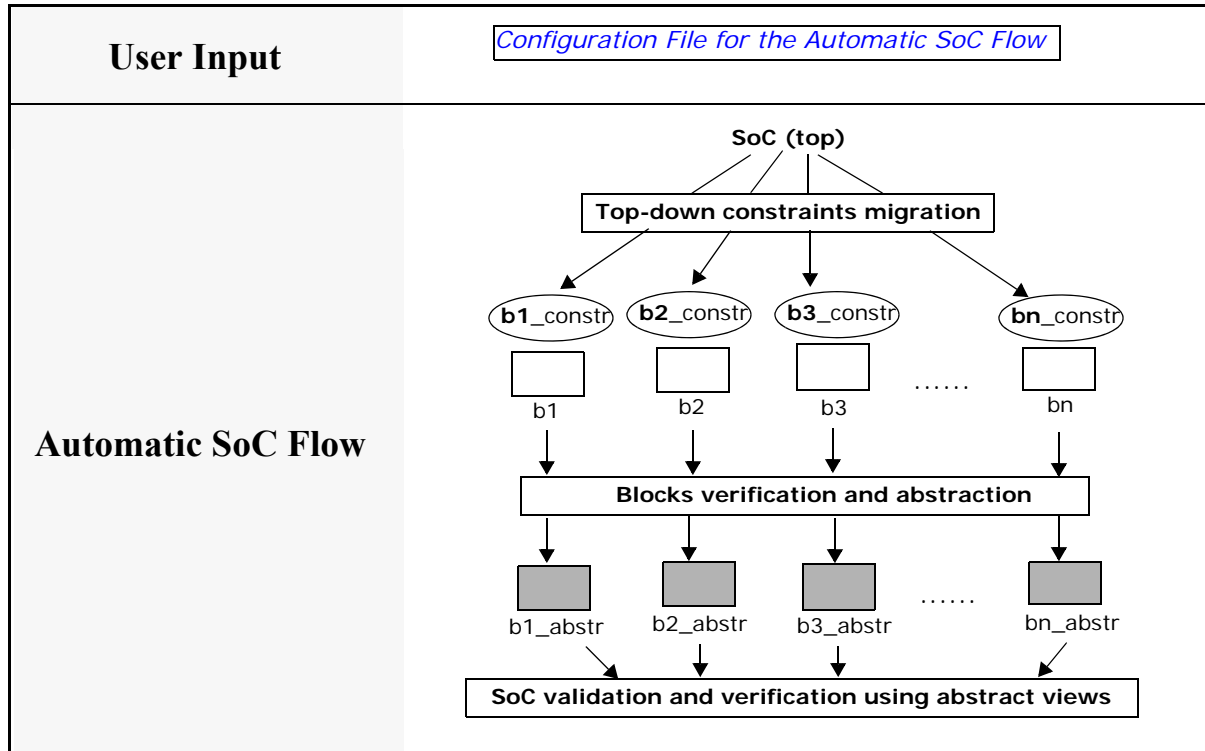 User Input
Configuration File for the Automatic SoC Flow
SoC (top)
Top-down constraints migration
b1_constr b2_constr b3_constr bn_constr
......
b1 b2 b3 bn
Automatic SoC Flow
Blocks verification and abstraction
......
b1_abstr b2_abstr b3_abstr bn_abstr
SoC validation and verification using abstract views